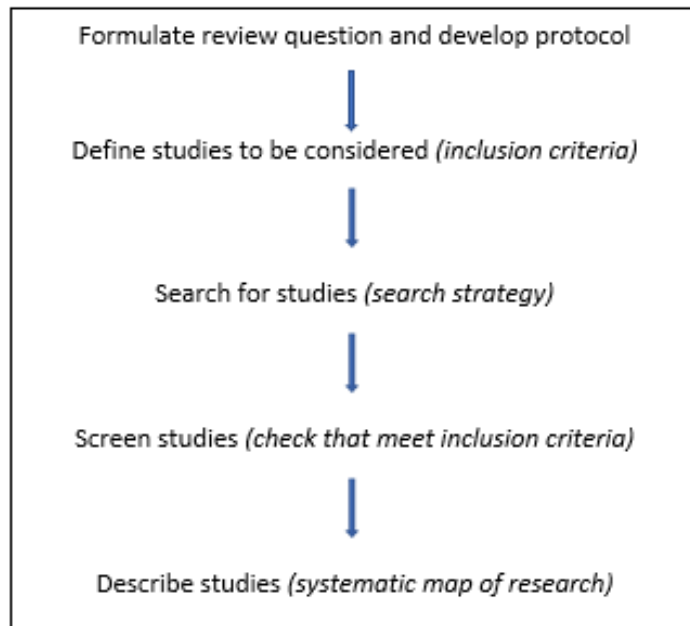 Formulate review question and develop protocol
Define studies to be considered (inclusion criteria)
Search for studies (search strategy)
Screen studies (check that meet inclusion criteria)
Describe studies (systematic map of research)